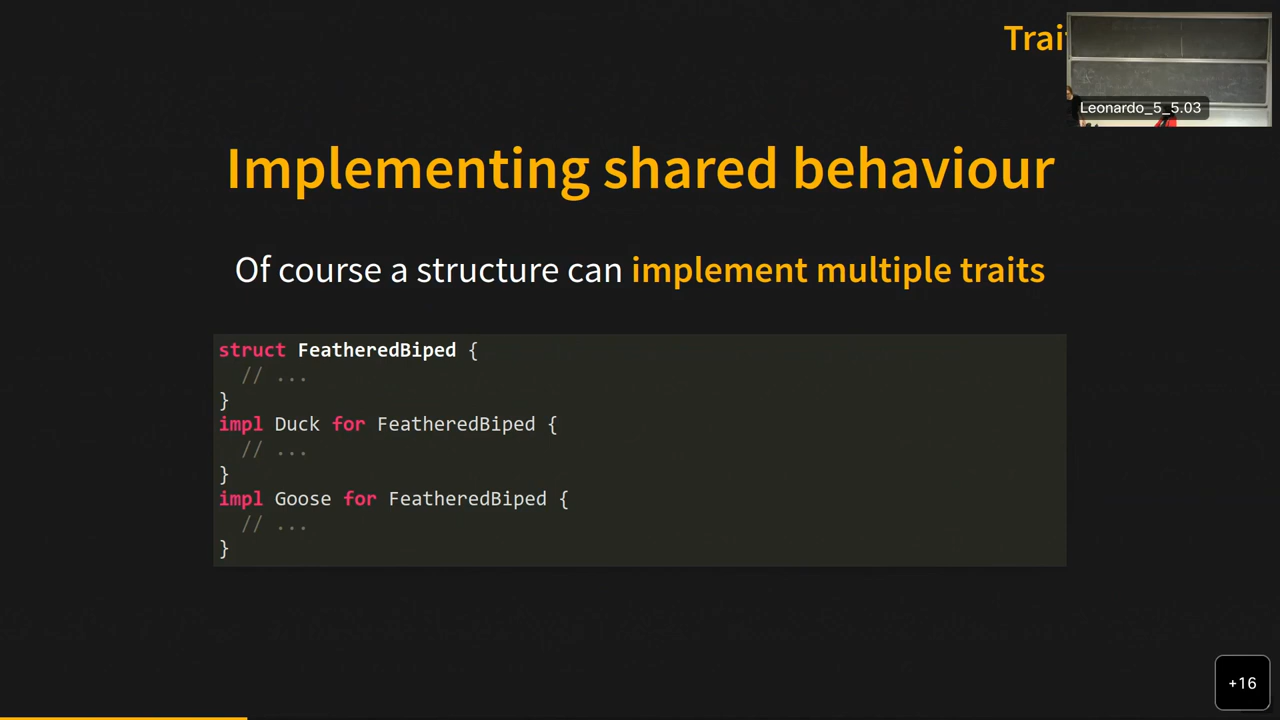 Trai
Leonardo_5_5.03
Implementing shared behaviour
Of course a structure can implement multiple traits
struct FeatheredBiped {
// ...
}
impl Duck for FeatheredBiped {
// ...
}
impl Goose for FeatheredBiped {
// ...
}
+16